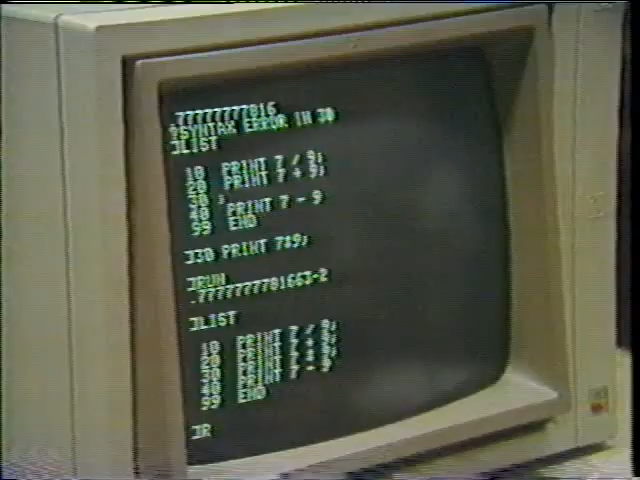 .77777777816
?SYNTAX ERROR IN 30
]LIST
10 PRINT 7 / 9;
20 PRINT 7 + 9;
30 ;
40 PRINT 7 - 9
99 END
]30 PRINT 7*9;
]RUN
.7777777781663-2
]LIST
10 PRINT 7 / 9;
20 PRINT 7 + 9;
30 PRINT 7 * 9;
40 PRINT 7 - 9
99 END
]R